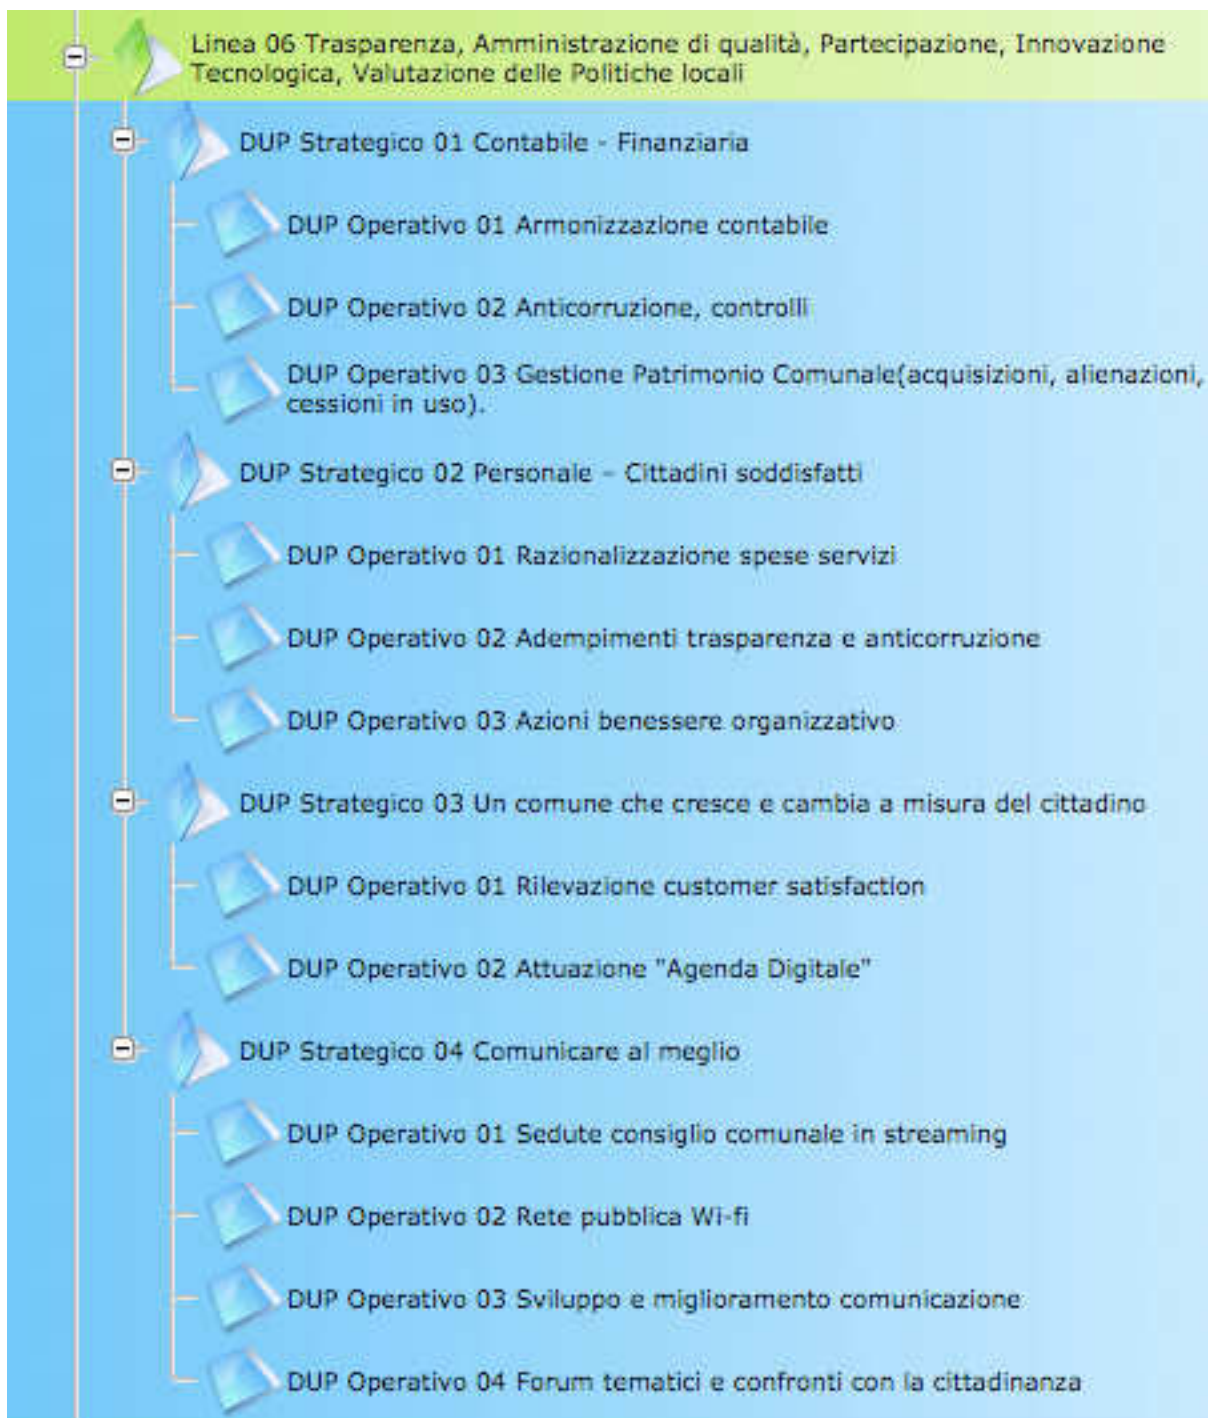 Linea 06 Trasparenza, Amministrazione di qualità, Partecipazione, Innovazione
Tecnologica, Valutazione delle Politiche locali
DUP Strategico 01 Contabile - Finanziaria
DUP Operativo 01 Armonizzazione contabile
DUP Operativo 02 Anticorruzione, controlli
DUP Operativo 03 Gestione Patrimonio Comunale(acquisizioni, alienazioni,
cessioni in uso).
DUP Strategico 02 Personale – Cittadini soddisfatti
DUP Operativo 01 Razionalizzazione spese servizi
DUP Operativo 02 Adempimenti trasparenza e anticorruzione
DUP Operativo 03 Azioni benessere organizzativo
DUP Strategico 03 Un comune che cresce e cambia a misura del cittadino
DUP Operativo 01 Rilevazione customer satisfaction
DUP Operativo 02 Attuazione "Agenda Digitale"
DUP Strategico 04 Comunicare al meglio
DUP Operativo 01 Sedute consiglio comunale in streaming
DUP Operativo 02 Rete pubblica Wi-fi
DUP Operativo 03 Sviluppo e miglioramento comunicazione
DUP Operativo 04 Forum tematici e confronti con la cittadinanza